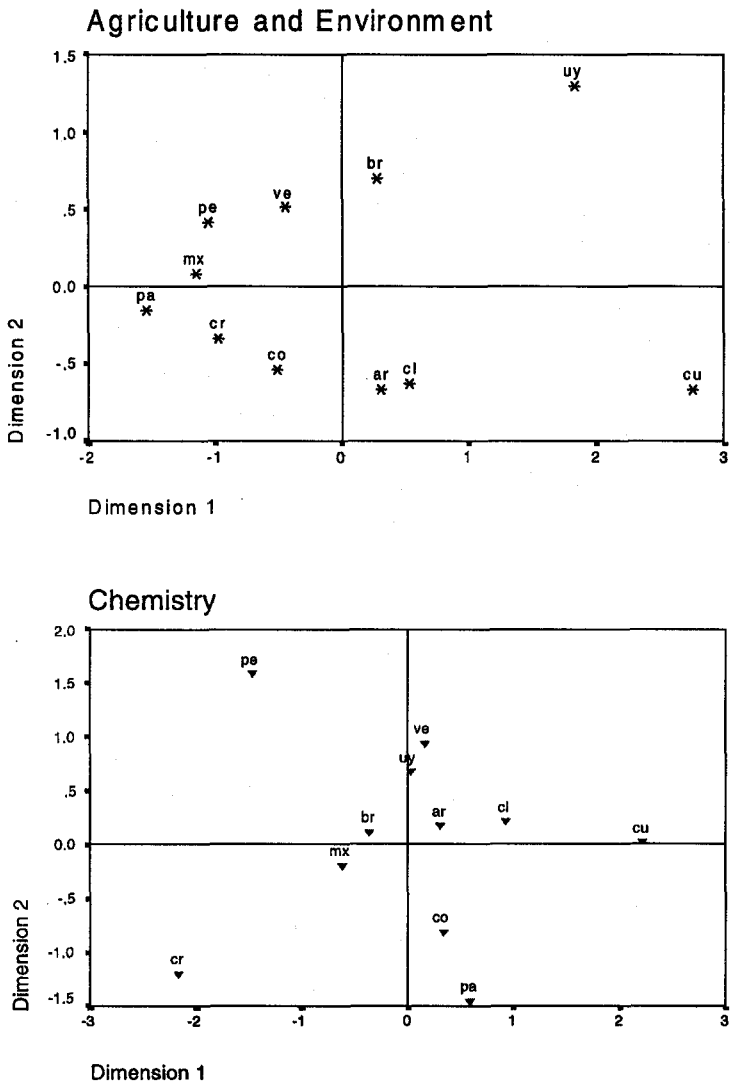 Agriculture and Environment
1.5
uy
1.0
br
ve
.5
pe
mx
0.0
pa
cr
co
-.5
ar cl
cu
Dimension 2
-1.0
-2 -1 0 1 2 3
Dimension 1
Chemistry
2.0
pe
1.5
ve
1.0
uy
.5
br ar cl
cu
0.0
mx
-.5
co
-1.0
cr
pa
Dimension 2
-1.5
-3 -2 -1 0 1 2 3
Dimension 1